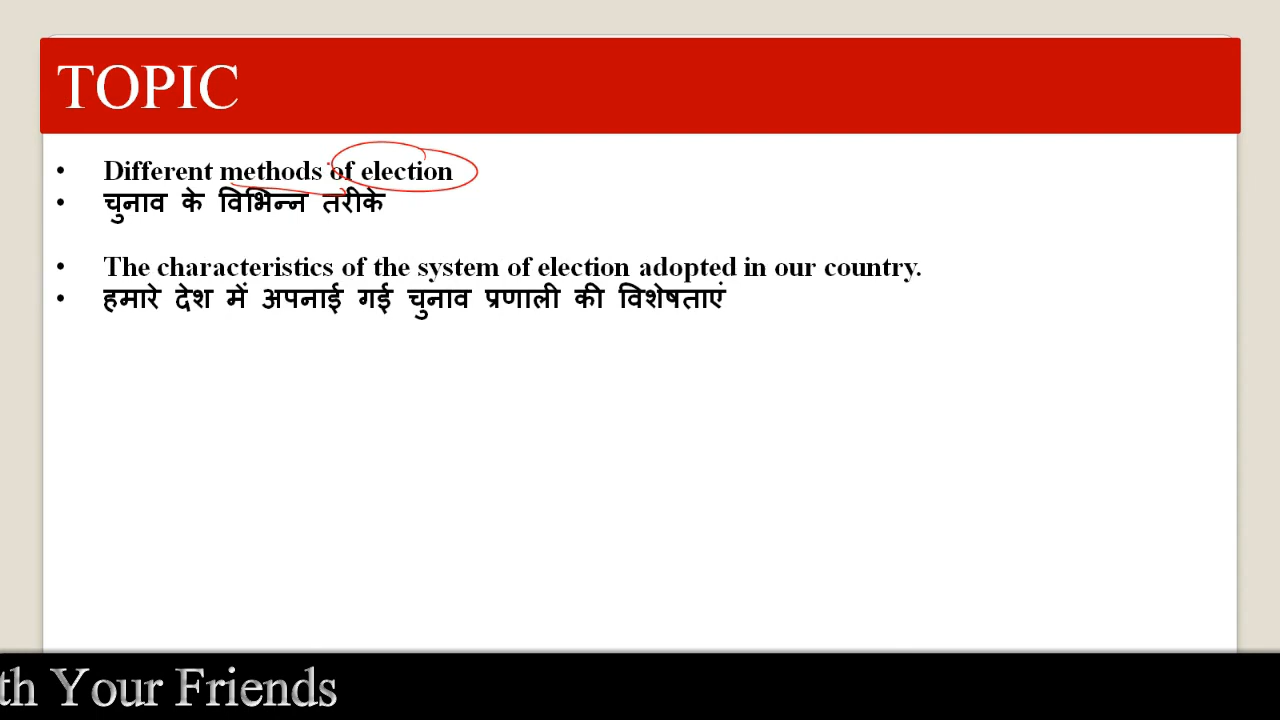 TOPIC
• Different methods of election
• चुनाव के विभिन्न तरीके
• The characteristics of the system of election adopted in our country.
• हमारे देश में अपनाई गई चुनाव प्रणाली की विशेषताएं
th Your Friends